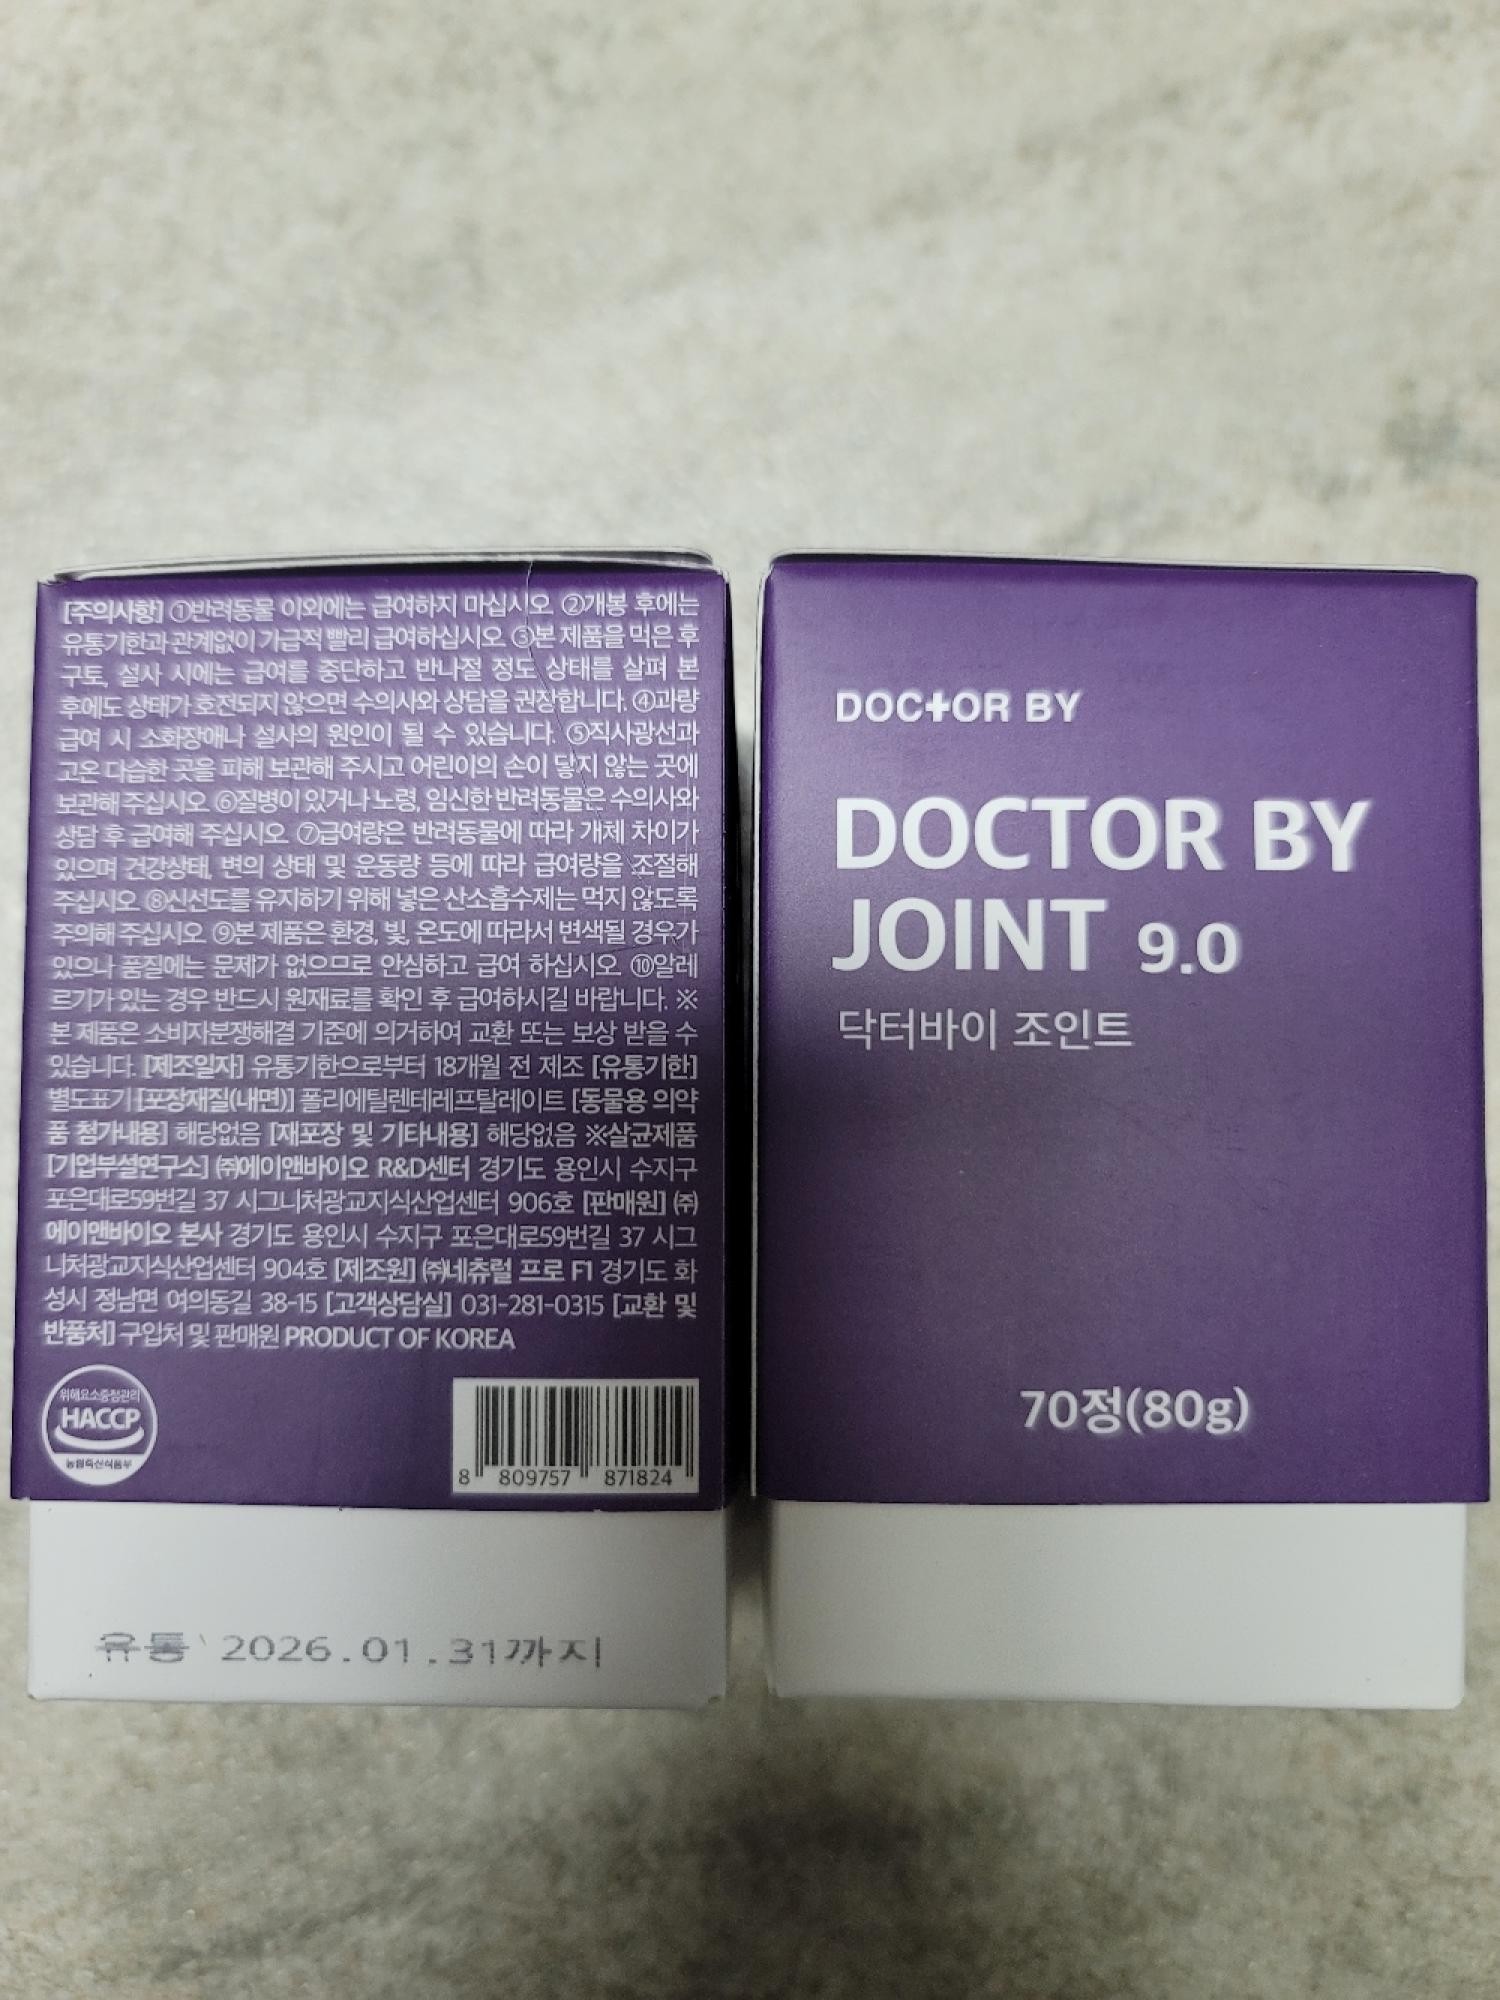 [주의사항] ①반려동물 이외에는 급여하지 마십시오 ②개봉 후에는
유통기한과 관계없이 가급적 빨리 급여하십시오 ③본 제품을 먹은 후
구토, 설사 시에는 급여를 중단하고 반나절 정도 상태를 살펴 본
후에도 상태가 호전되지 않으면 수의사와 상담을 권장합니다. ④과량
급여 시 소화장애나 설사의 원인이 될 수 있습니다. ⑤직사광선과
고온 다습한 곳을 피해 보관해 주시고 어린이의 손이 닿지 않는 곳에
보관해 주십시오 ⑥질병이 있거나 노령, 임신한 반려동물은 수의사와
상담 후 급여해 주십시오 ⑦급여량은 반려동물에 따라 개체 차이가
있으며 건강상태, 변의 상태 및 운동량 등에 따라 급여량을 조절해
주십시오 ⑧신선도를 유지하기 위해 넣은 산소흡수제는 먹지 않도록
주의해 주십시오 ⑨본 제품은 환경, 빛, 온도에 따라서 변색될 경우가
있으나 품질에는 문제가 없으므로 안심하고 급여 하십시오 ⑩알레
르기가 있는 경우 반드시 원재료를 확인 후 급여하시길 바랍니다. ※
본 제품은 소비자분쟁해결 기준에 의거하여 교환 또는 보상 받을 수
있습니다. [제조일자] 유통기한으로부터 18개월 전 제조 [유통기한]
별도표기 [포장재질(내면)] 폴리에틸렌테레프탈레이트 [동물용 의약
품 첨가내용] 해당없음 [재포장 및 기타내용] 해당없음 ※살균제품
[기업부설연구소] ㈜에이앤바이오 R&D센터 경기도 용인시 수지구
포은대로59번길 37 시그니처광교지식산업센터 906호 [판매원] ㈜
에이앤바이오 본사 경기도 용인시 수지구 포은대로59번길 37 시그
니처광교지식산업센터 904호 [제조원] ㈜네츄럴 프로 F1 경기도 화
성시 정남면 여의동길 38-15 [고객상담실] 031-281-0315 [교환 및
반품처] 구입처 및 판매원 PRODUCT OF KOREA
위해요소중점관리
HACCP
농림축산식품부
8 809757 871824
유통 2026.01.31까지
DOCTOR BY
DOCTOR BY
JOINT 9.0
닥터바이 조인트
70정(80g)